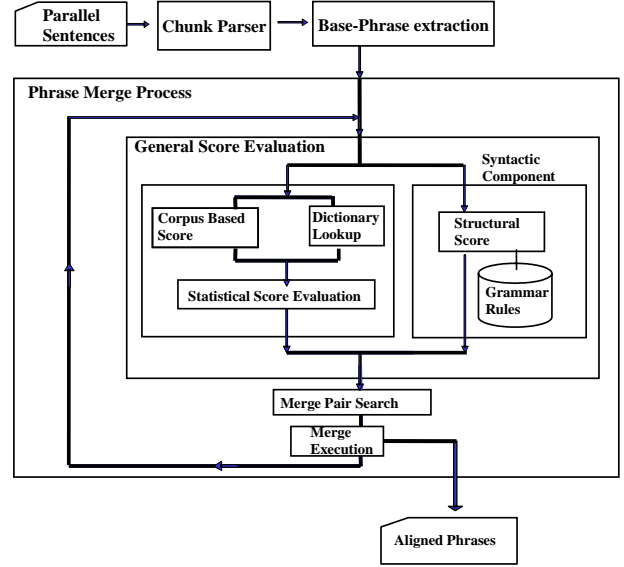 Parallel
Sentences
Chunk Parser
Base-Phrase extraction
Phrase Merge Process
General Score Evaluation
Syntactic
Component
Corpus Based
Score
Dictionary
Lookup
Structural
Score
Statistical Score Evaluation
Grammar
Rules
Merge Pair Search
Merge
Execution
Aligned Phrases